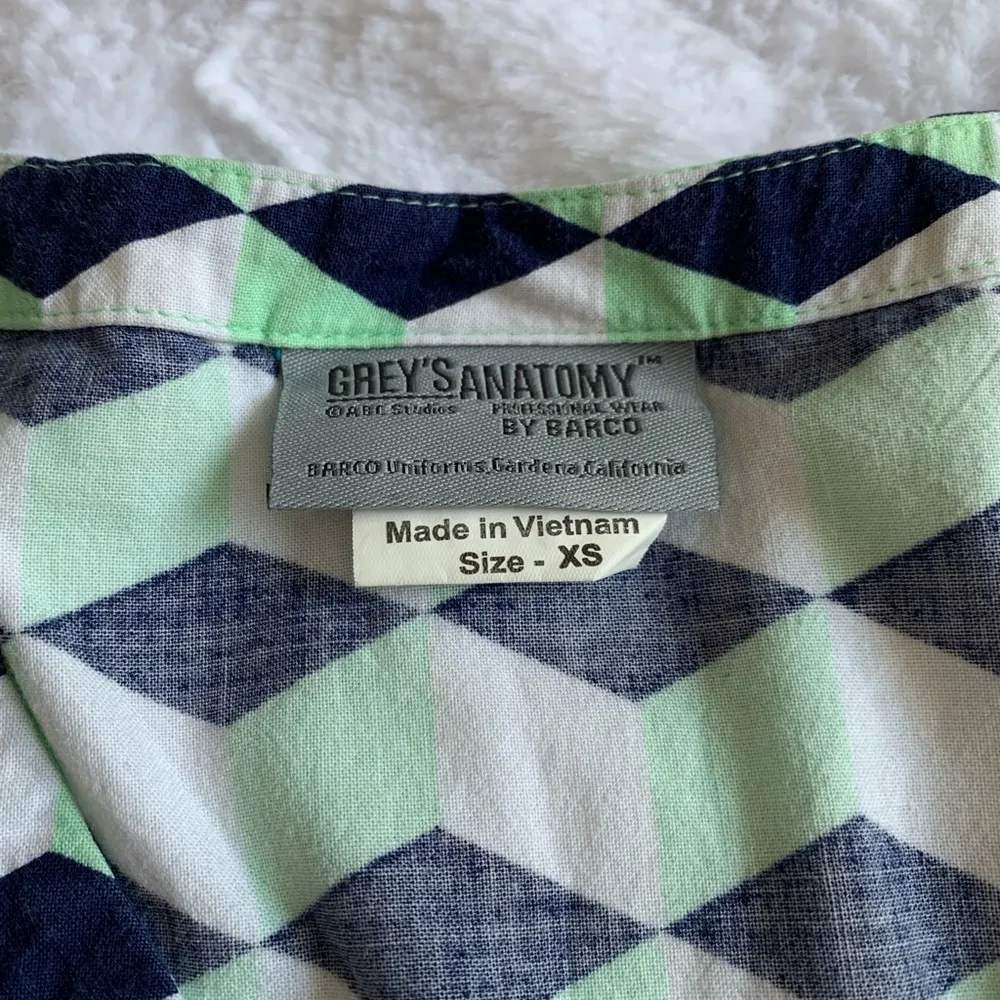 GREY'S ANATOMY™
©ABC Studios PROFESSIONAL WEAR
BY BARCO
BARCO Uniforms, Gardena, California
Made in Vietnam
Size - XS